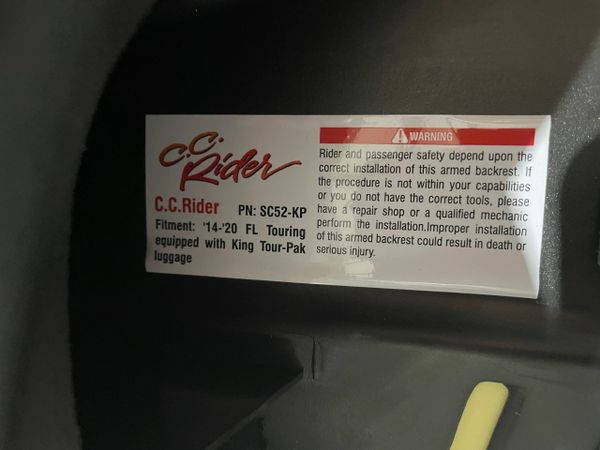 C.C.
Rider
C.C.Rider PN: SC52-KP
Fitment: '14-'20 FL Touring
equipped with King Tour-Pak
luggage
WARNING
Rider and passenger safety depend upon the
correct installation of this armed backrest. If
the procedure is not within your capabilities
or you do not have the correct tools, please
have a repair shop or a qualified mechanic
perform the installation.Improper installation
of this armed backrest could result in death or
serious injury.